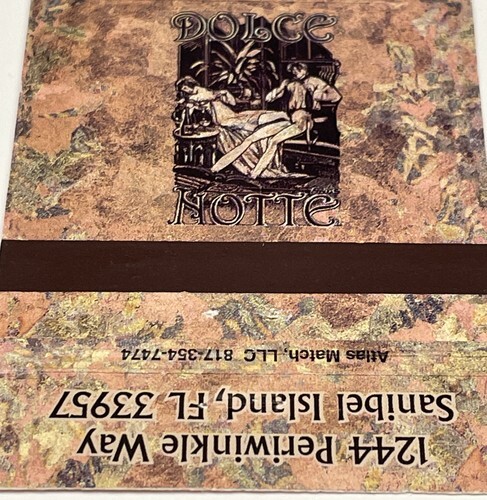 DOLCE
NOTTE
Atlas Match, LLC 817-354-7474
1244 Periwinkle Way
Sanibel Island, FL 33957